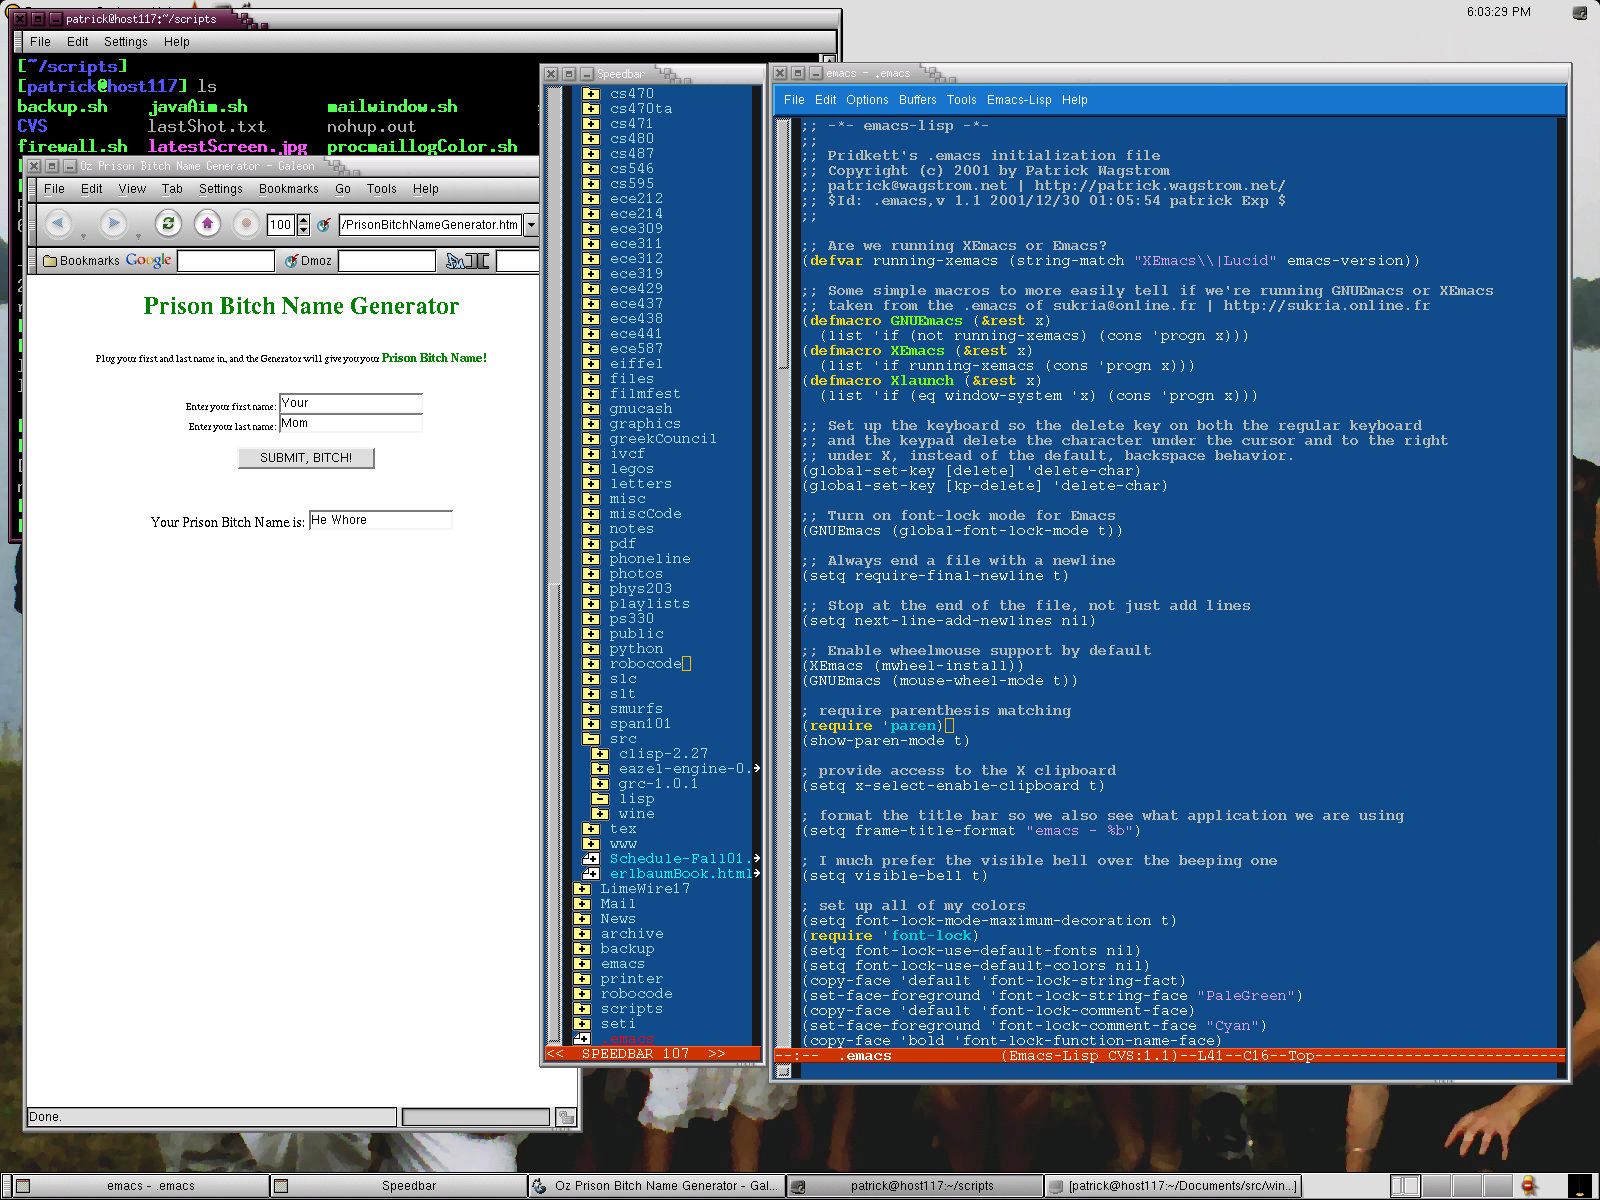 6:03:29 PM
patrick@host117:~/scripts
File Edit Settings Help
[~/scripts]
[patrick@host117] ls
backup.sh javaAim.sh mailwindow.sh
CVS lastShot.txt nohup.out
firewall.sh latestScreen.jpg procmaillogColor.sh
Oz Prison Bitch Name Generator - Galeon
File Edit View Tab Settings Bookmarks Go Tools Help
100 /PrisonBitchNameGenerator.htm
Bookmarks Google Dmoz
Prison Bitch Name Generator
Plug your first and last name in, and the Generator will give you your Prison Bitch Name!
Enter your first name: Your
Enter your last name: Mom
SUBMIT, BITCH!
Your Prison Bitch Name is: He Whore
Done.
Speedbar
cs470
cs470ta
cs471
cs480
cs487
cs546
cs595
ece212
ece214
ece309
ece311
ece312
ece319
ece429
ece437
ece438
ece441
ece587
eiffel
files
filmfest
gnucash
graphics
greekCouncil
ivcf
legos
letters
misc
miscCode
notes
pdf
phoneline
photos
phys203
playlists
ps330
public
python
robocode
slc
slt
smurfs
span101
src
clisp-2.27
eazel-engine-0.
grc-1.0.1
lisp
wine
tex
www
Schedule-Fall01.
erlbaumBook.html
LimeWire17
Mail
News
archive
backup
emacs
printer
robocode
scripts
seti
.emacs
<< SPEEDBAR 107 >>
emacs - .emacs
File Edit Options Buffers Tools Emacs-Lisp Help
;; -*- emacs-lisp -*-
;;
;; Pridkett's .emacs initialization file
;; Copyright (c) 2001 by Patrick Wagstrom
;; patrick@wagstrom.net | http://patrick.wagstrom.net/
;; $Id: .emacs,v 1.1 2001/12/30 01:05:54 patrick Exp $
;;
;; Are we running XEmacs or Emacs?
(defvar running-xemacs (string-match "XEmacs\\|Lucid" emacs-version))
;; Some simple macros to more easily tell if we're running GNUEmacs or XEmacs
;; taken from the .emacs of sukria@online.fr | http://sukria.online.fr
(defmacro GNUEmacs (&rest x)
(list 'if (not running-xemacs) (cons 'progn x)))
(defmacro XEmacs (&rest x)
(list 'if running-xemacs (cons 'progn x)))
(defmacro Xlaunch (&rest x)
(list 'if (eq window-system 'x) (cons 'progn x)))
;; Set up the keyboard so the delete key on both the regular keyboard
;; and the keypad delete the character under the cursor and to the right
;; under X, instead of the default, backspace behavior.
(global-set-key [delete] 'delete-char)
(global-set-key [kp-delete] 'delete-char)
;; Turn on font-lock mode for Emacs
(GNUEmacs (global-font-lock-mode t))
;; Always end a file with a newline
(setq require-final-newline t)
;; Stop at the end of the file, not just add lines
(setq next-line-add-newlines nil)
;; Enable wheelmouse support by default
(XEmacs (mwheel-install))
(GNUEmacs (mouse-wheel-mode t))
; require parenthesis matching
(require 'paren)
(show-paren-mode t)
; provide access to the X clipboard
(setq x-select-enable-clipboard t)
; format the title bar so we also see what application we are using
(setq frame-title-format "emacs - %b")
; I much prefer the visible bell over the beeping one
(setq visible-bell t)
; set up all of my colors
(setq font-lock-mode-maximum-decoration t)
(require 'font-lock)
(setq font-lock-use-default-fonts nil)
(setq font-lock-use-default-colors nil)
(copy-face 'default 'font-lock-string-fact)
(set-face-foreground 'font-lock-string-face "PaleGreen")
(copy-face 'default 'font-lock-comment-face)
(set-face-foreground 'font-lock-comment-face "Cyan")
(copy-face 'bold 'font-lock-function-name-face)
--:-- .emacs (Emacs-Lisp CVS:1.1)--L41--C16--Top----------------------------
emacs - .emacs
Speedbar
Oz Prison Bitch Name Generator - Gal...
patrick@host117:~/scripts
[patrick@host117:~/Documents/src/win...]